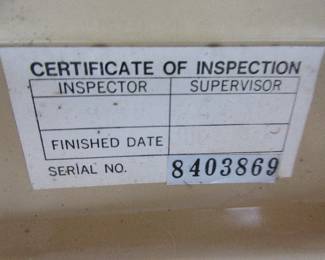 CERTIFICATE OF INSPECTION
INSPECTOR SUPERVISOR
FINISHED DATE
SERIAL NO. 8403869